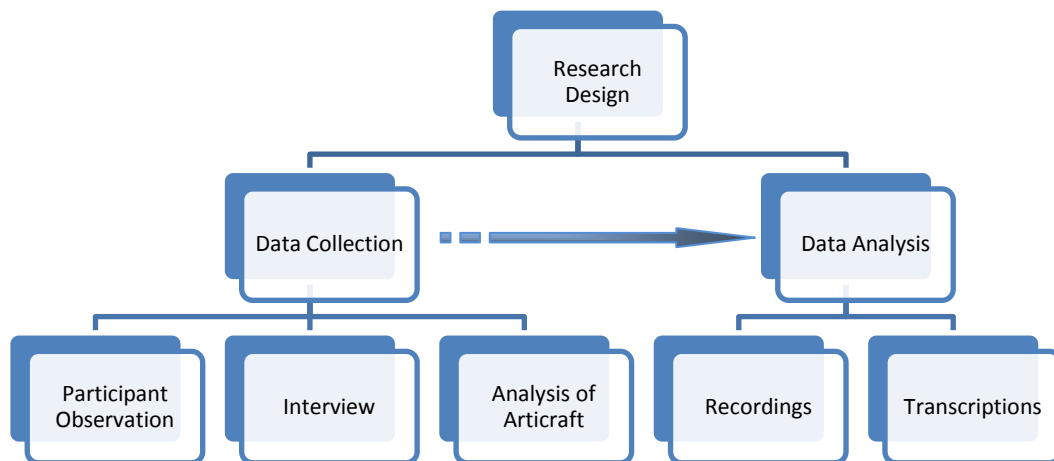 Research
Design
Data Collection
Data Analysis
Participant
Observation
Interview
Analysis of
Articraft
Recordings
Transcriptions